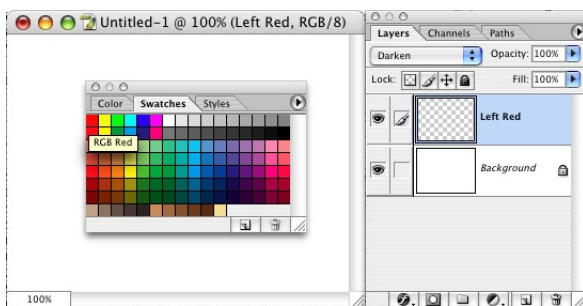 Untitled-1 @ 100% (Left Red, RGB/8)
Color Swatches Styles
RGB Red
100%
Layers Channels Paths
Darken Opacity: 100%
Lock: Fill: 100%
Left Red
Background